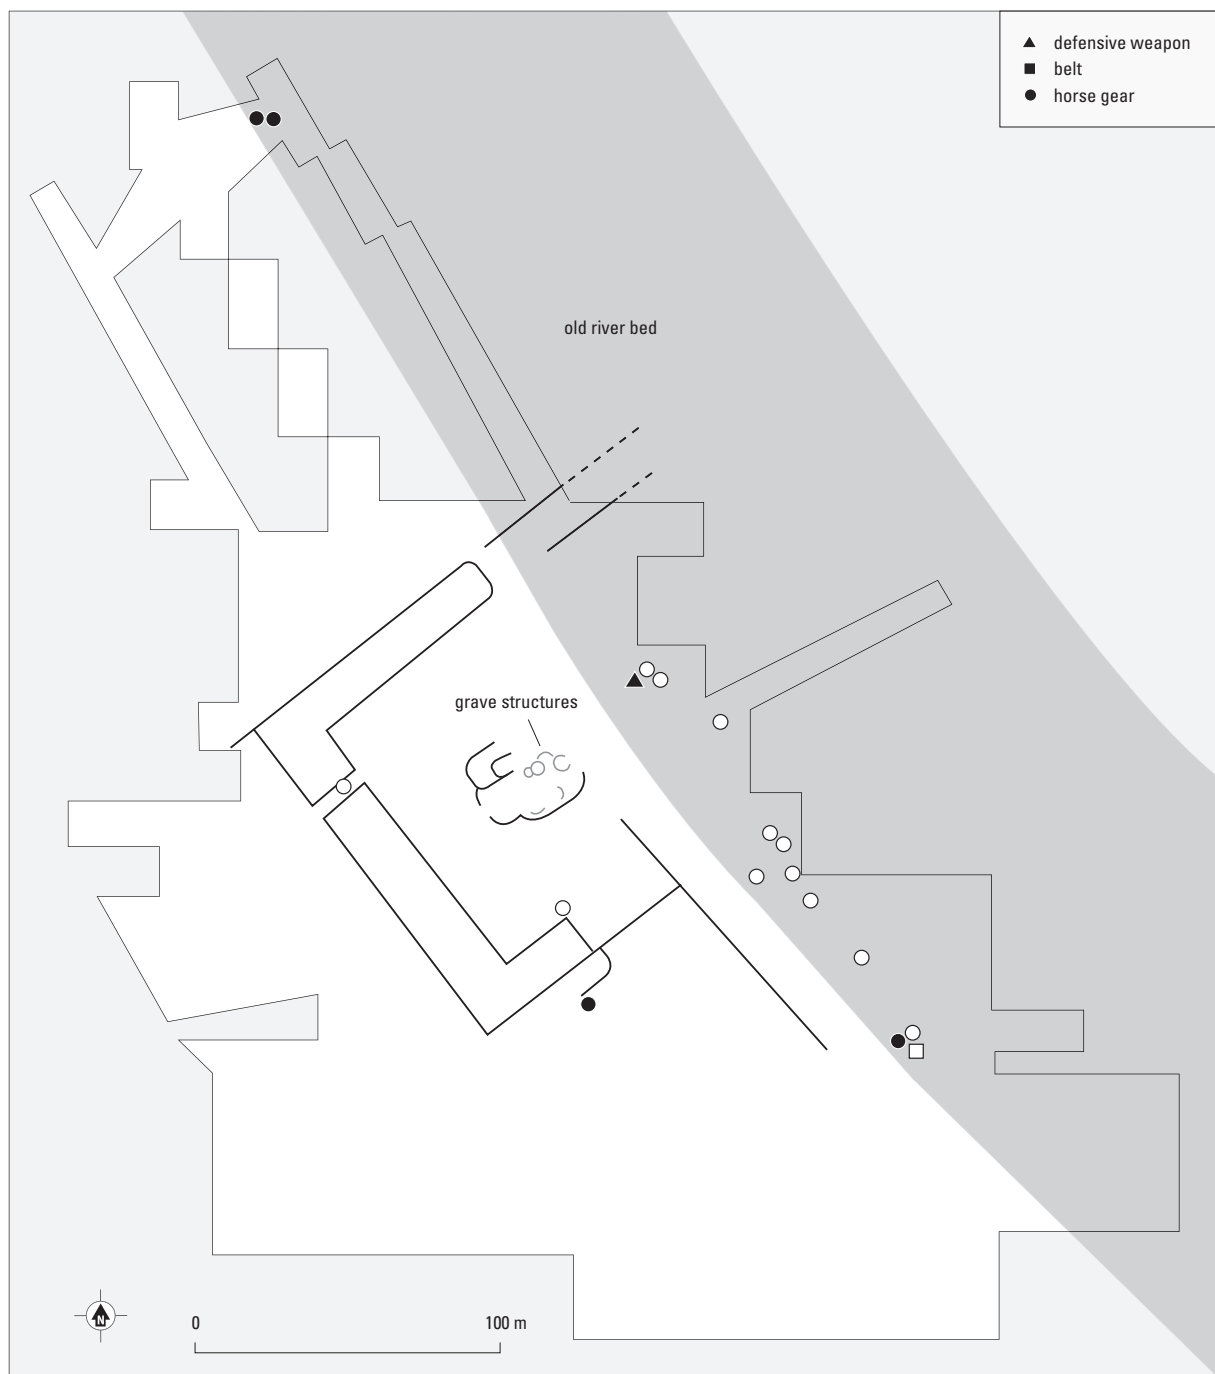 defensive weapon
belt
horse gear
old river bed
grave structures
N
0 100 m